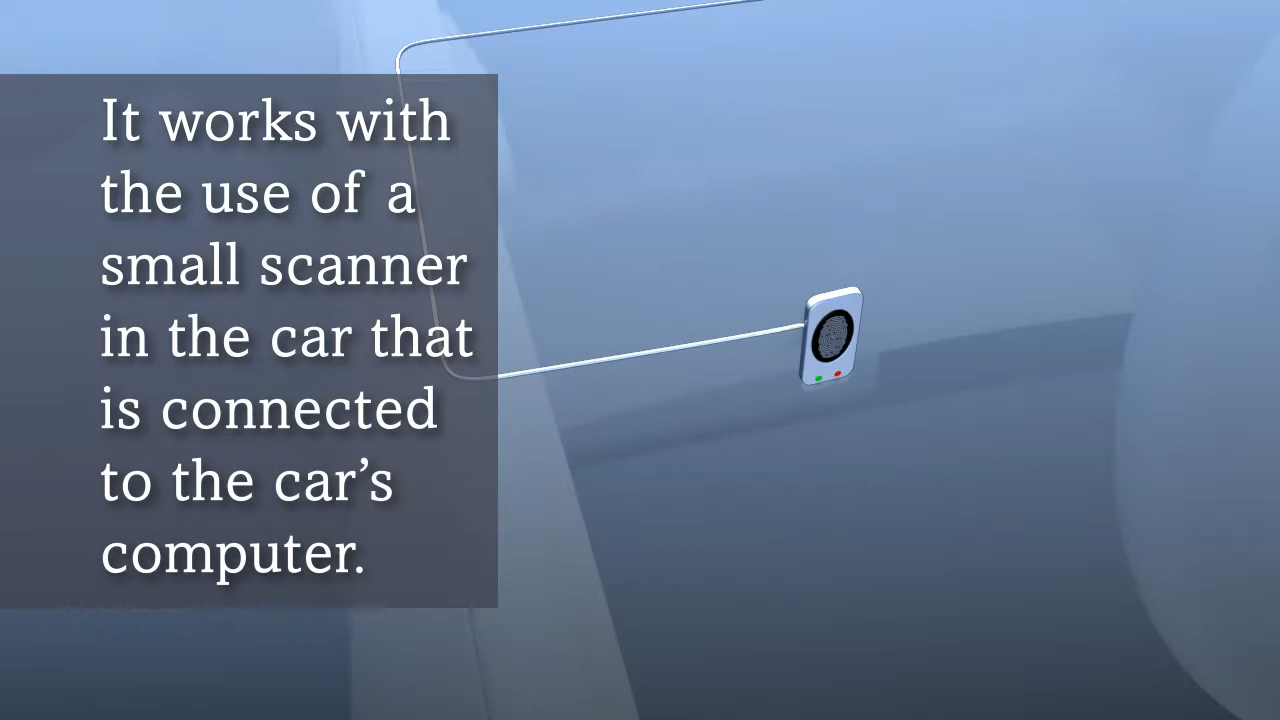 It works with
the use of a
small scanner
in the car that
is connected
to the car’s
computer.